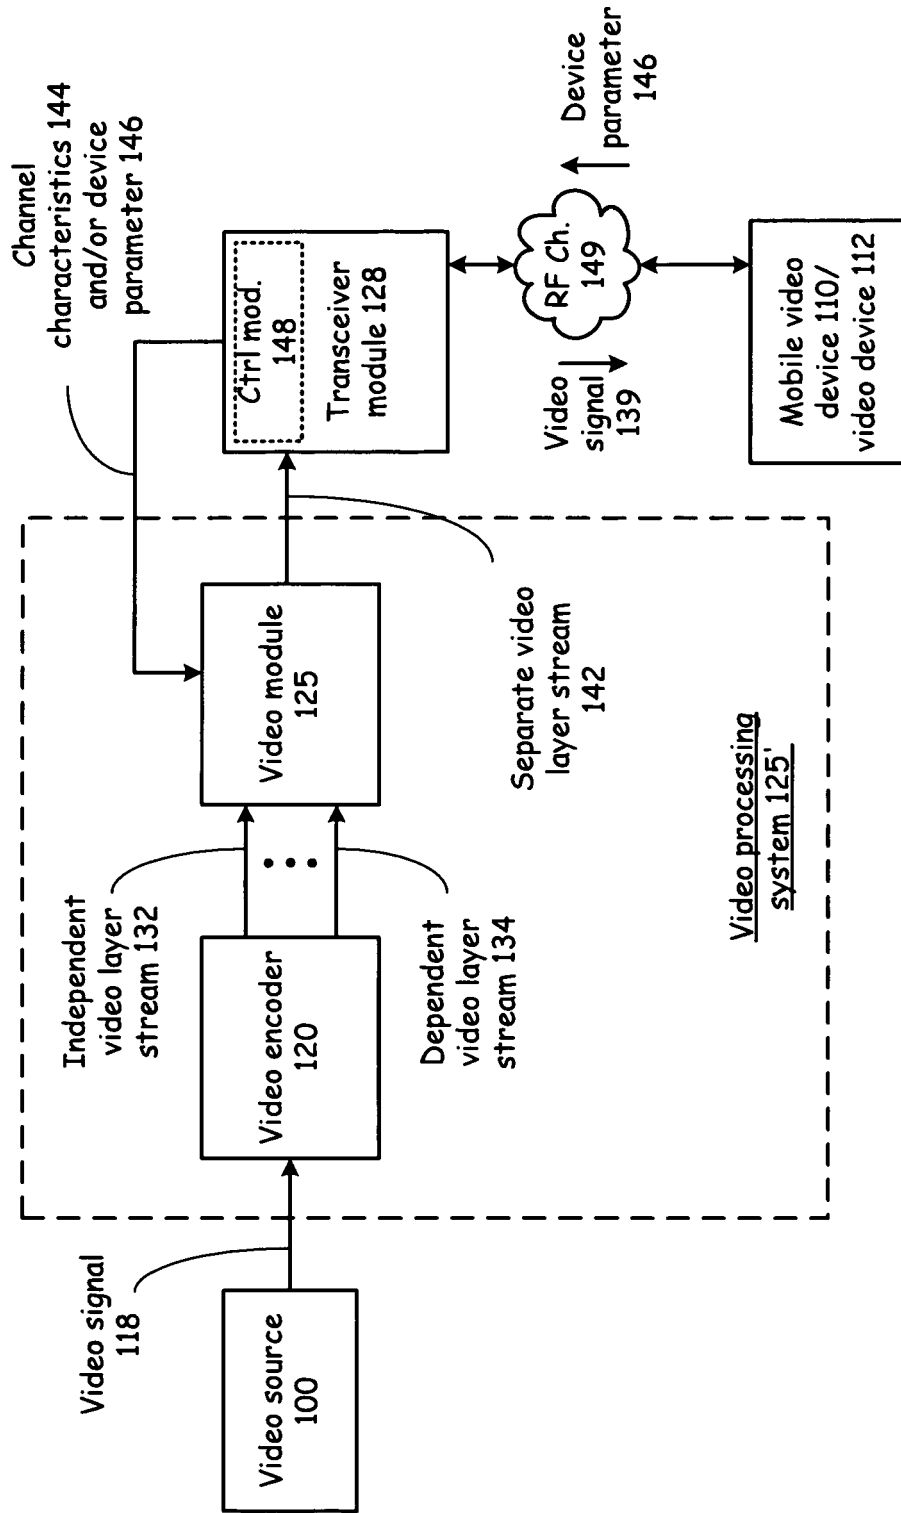 Video source
100
Video signal
118
Video encoder
120
Independent
video layer
stream 132
Dependent
video layer
stream 134
Video module
125
Channel
characteristics 144
and/or device
parameter 146
Separate video
layer stream
142
Video processing
system 125'
Ctrl mod.
148
Transceiver
module 128
Video
signal
139
RF Ch.
149
Device
parameter
146
Mobile video
device 110/
video device 112